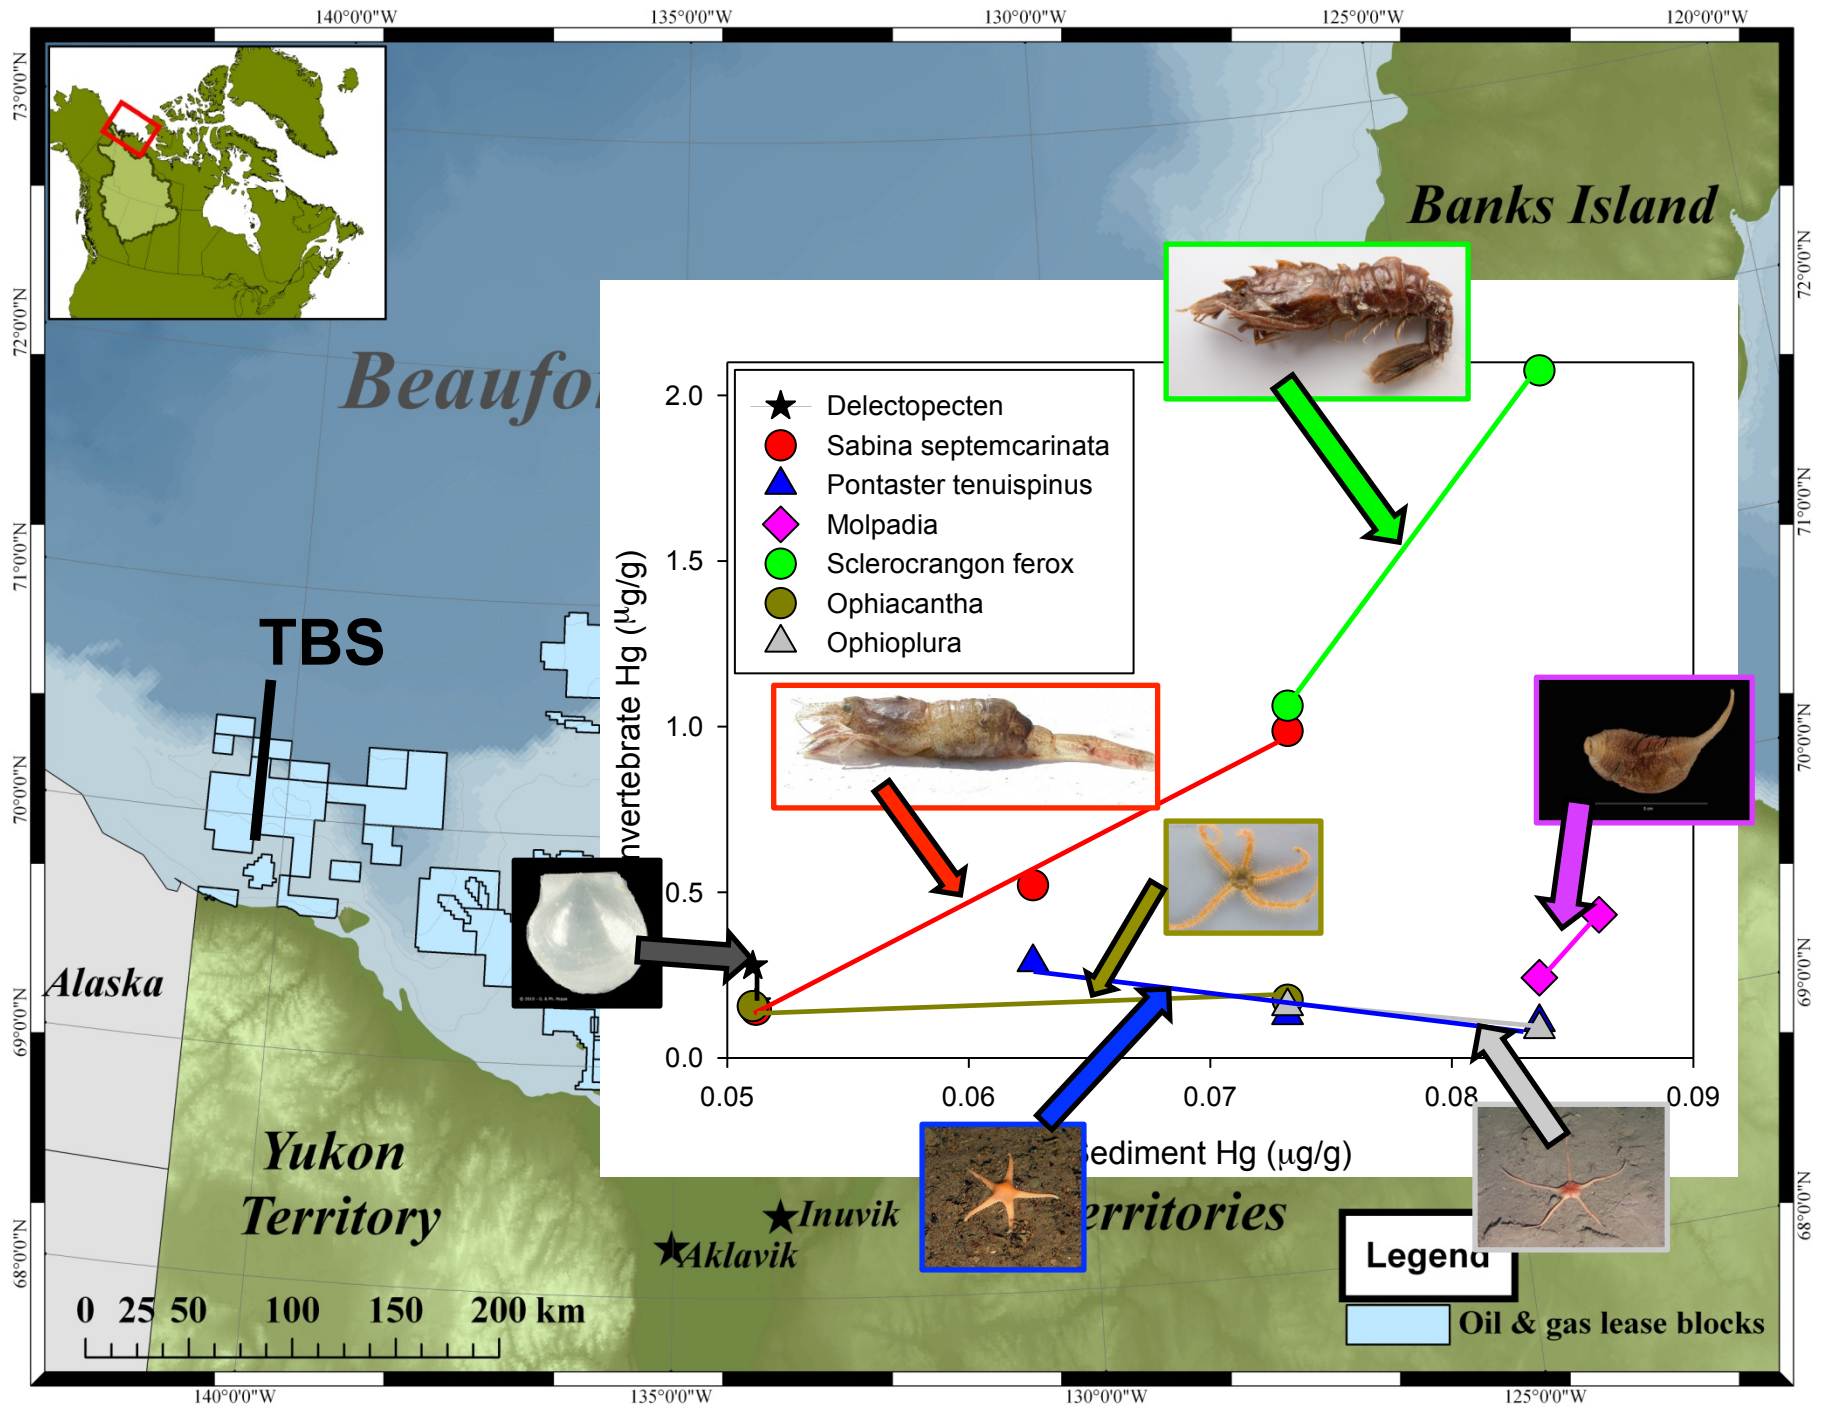 140°0'0"W
135°0'0"W
130°0'0"W
125°0'0"W
120°0'0"W
73°0'0"N
72°0'0"N
71°0'0"N
70°0'0"N
69°0'0"N
68°0'0"N
72°0'0"N
71°0'0"N
70°0'0"N
69°0'0"N
68°0'0"N
Banks Island
Beaufo
TBS
Alaska
Yukon
Territory
Inuvik
Aklavik
erritories
2.0
1.5
1.0
0.5
0.0
nvertebrate Hg (µg/g)
Delectopecten
Sabina septemcarinata
Pontaster tenuispinus
Molpadia
Sclerocrangon ferox
Ophiacantha
Ophioplura
0.05
0.06
0.07
0.08
0.09
Sediment Hg (µg/g)
0 25 50 100 150 200 km
Legend
Oil & gas lease blocks
140°0'0"W
135°0'0"W
130°0'0"W
125°0'0"W